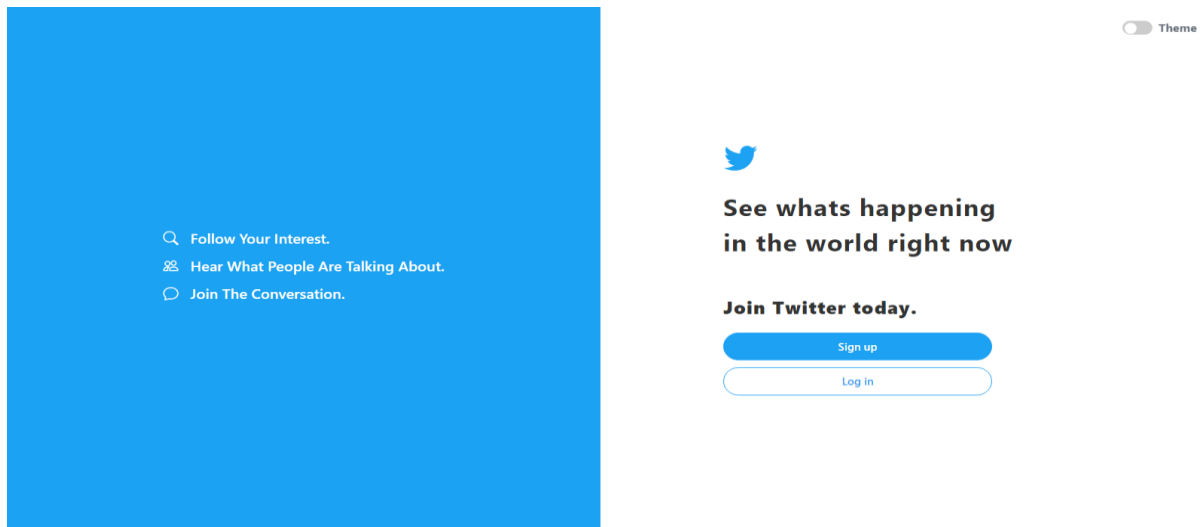 Theme
Follow Your Interest.
Hear What People Are Talking About.
Join The Conversation.
See whats happening
in the world right now
Join Twitter today.
Sign up
Log in